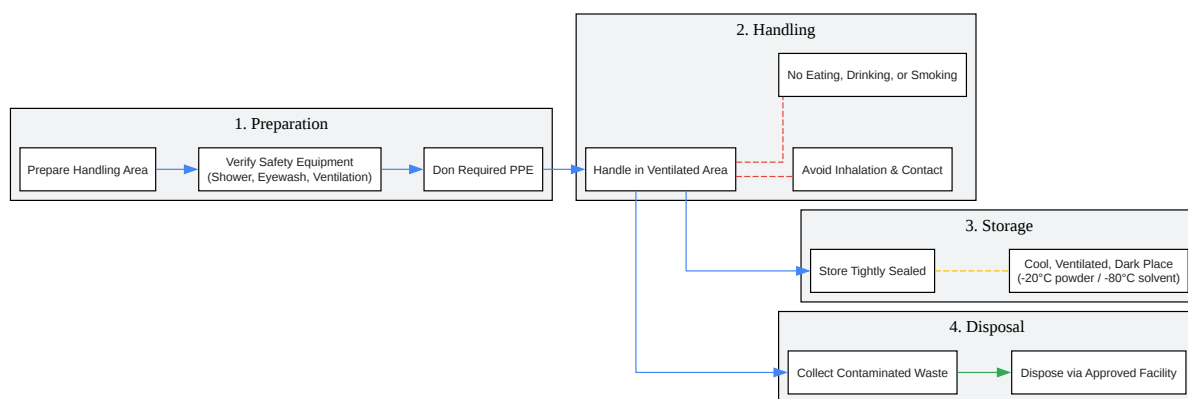 1. Preparation
Prepare Handling Area
Verify Safety Equipment
(Shower, Eyewash, Ventilation)
Don Required PPE
2. Handling
No Eating, Drinking, or Smoking
Handle in Ventilated Area
Avoid Inhalation & Contact
3. Storage
Store Tightly Sealed
Cool, Ventilated, Dark Place
(-20°C powder / -80°C solvent)
4. Disposal
Collect Contaminated Waste
Dispose via Approved Facility